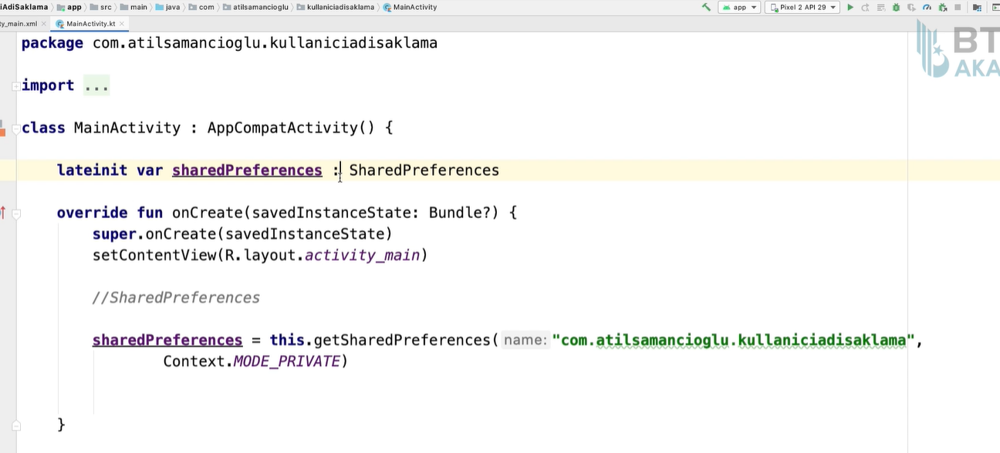 iAdiSaklama app src main java com atilsamancioglu kullaniciadisaklama MainActivity app Pixel 2 API 29
ty_main.xml MainActivity.kt
BT
AKA
package com.atilsamancioglu.kullaniciadisaklama
import ...
class MainActivity : AppCompatActivity() {
lateinit var sharedPreferences : SharedPreferences
override fun onCreate(savedInstanceState: Bundle?) {
super.onCreate(savedInstanceState)
setContentView(R.layout.activity_main)
//SharedPreferences
sharedPreferences = this.getSharedPreferences( name: "com.atilsamancioglu.kullaniciadisaklama",
Context.MODE_PRIVATE)
}